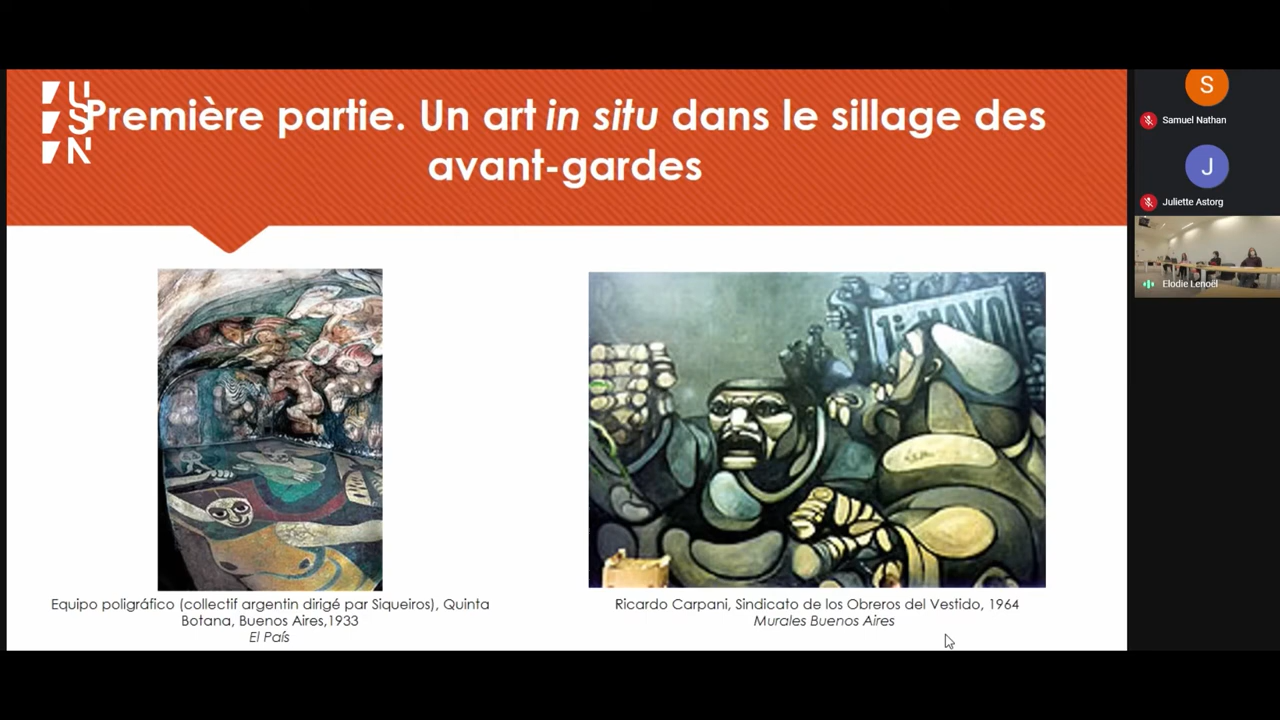 USN
Première partie. Un art in situ dans le sillage des
avant-gardes
1º MAYO
Equipo poligráfico (collectif argentin dirigé par Siqueiros), Quinta
Botana, Buenos Aires,1933
El País
Ricardo Carpani, Sindicato de los Obreros del Vestido, 1964
Murales Buenos Aires
S
Samuel Nathan
J
Juliette Astorg
Elodie Lenoël